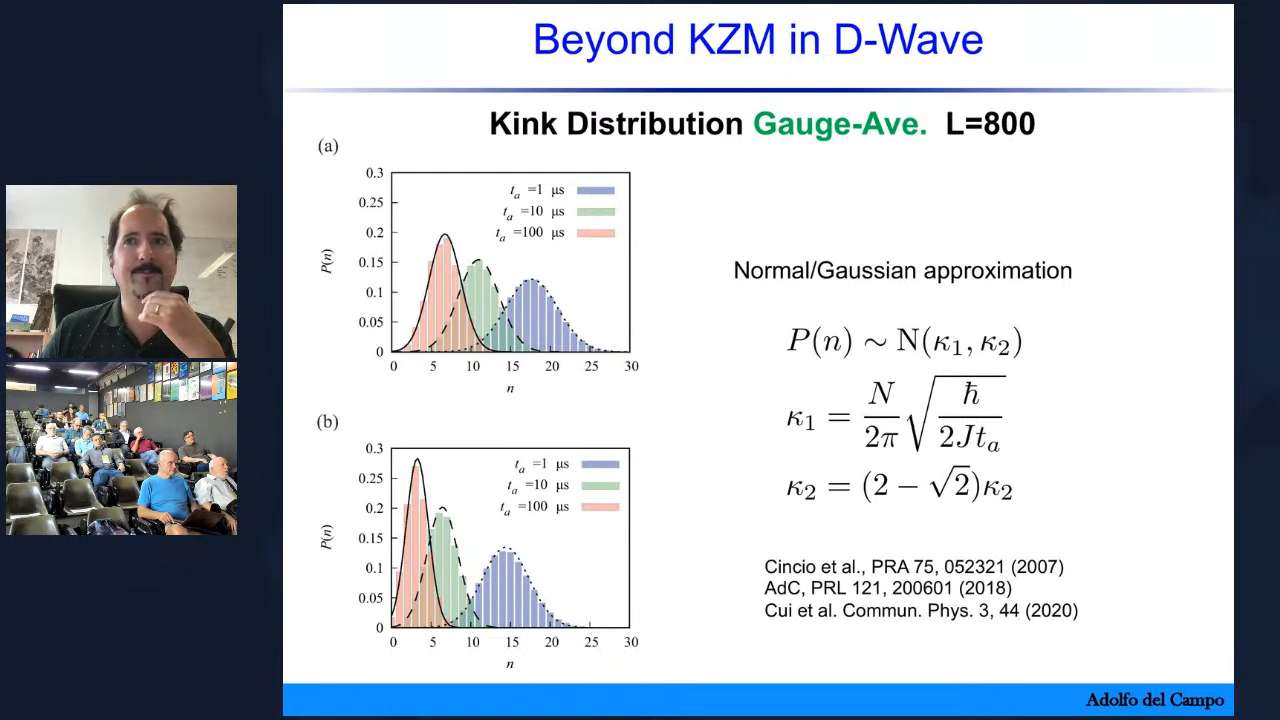 Beyond KZM in D-Wave
Kink Distribution Gauge-Ave. L=800
(a)
0.3
0.25
0.2
0.15
0.1
0.05
0
P(n)
t_a =1 μs
t_a =10 μs
t_a =100 μs
0 5 10 15 20 25 30
n
(b)
0.3
0.25
0.2
0.15
0.1
0.05
0
P(n)
t_a =1 μs
t_a =10 μs
t_a =100 μs
0 5 10 15 20 25 30
n
Normal/Gaussian approximation
P(n) ∼ N(κ₁, κ₂)
κ₁ = N/2π √(ħ/2Jt_a)
κ₂ = (2 − √2)κ₂
Cincio et al., PRA 75, 052321 (2007)
AdC, PRL 121, 200601 (2018)
Cui et al. Commun. Phys. 3, 44 (2020)
Adolfo del Campo